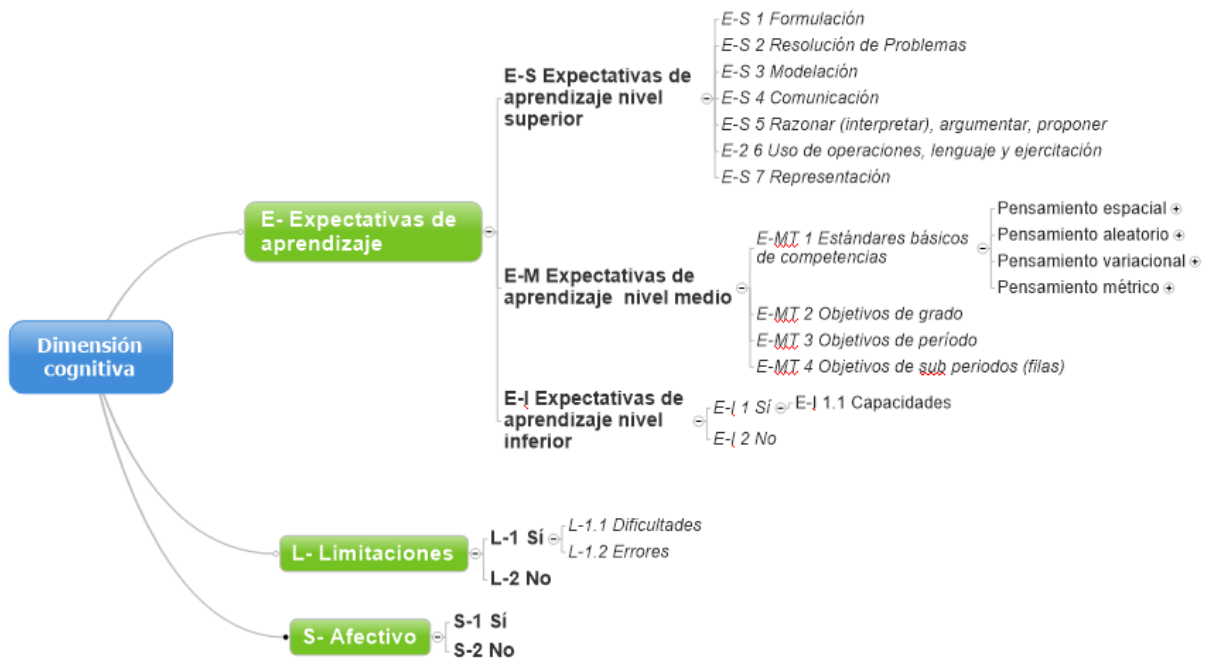 Dimensión
cognitiva
E- Expectativas de
aprendizaje
E-S Expectativas de
aprendizaje nivel
superior
E-S 1 Formulación
E-S 2 Resolución de Problemas
E-S 3 Modelación
E-S 4 Comunicación
E-S 5 Razonar (interpretar), argumentar, proponer
E-2 6 Uso de operaciones, lenguaje y ejercitación
E-S 7 Representación
E-M Expectativas de
aprendizaje nivel medio
E-MT 1 Estándares básicos
de competencias
Pensamiento espacial
Pensamiento aleatorio
Pensamiento variacional
Pensamiento métrico
E-MT 2 Objetivos de grado
E-MT 3 Objetivos de período
E-MT 4 Objetivos de sub periodos (filas)
E-I Expectativas de
aprendizaje nivel
inferior
E-I 1 Sí
E-I 1.1 Capacidades
E-I 2 No
L- Limitaciones
L-1 Sí
L-1.1 Dificultades
L-1.2 Errores
L-2 No
S- Afectivo
S-1 Sí
S-2 No